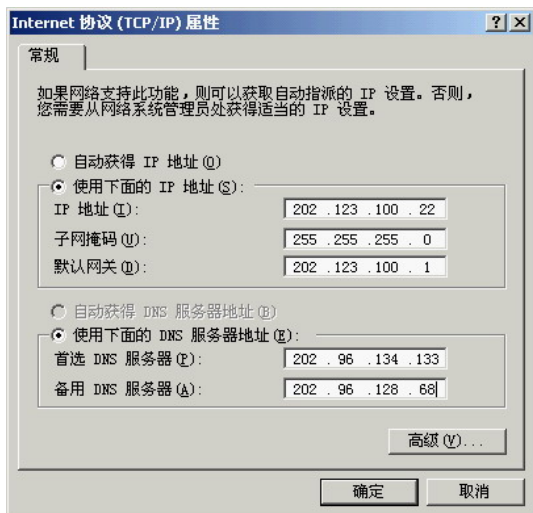 Internet 协议 (TCP/IP) 属性
常规
如果网络支持此功能，则可以获取自动指派的 IP 设置。否则，
您需要从网络系统管理员处获得适当的 IP 设置。
自动获得 IP 地址(O)
使用下面的 IP 地址(S):
IP 地址(I): 202 .123 .100 . 22
子网掩码(U): 255 .255 .255 . 0
默认网关(D): 202 .123 .100 . 1
自动获得 DNS 服务器地址(B)
使用下面的 DNS 服务器地址(E):
首选 DNS 服务器(P): 202 . 96 .134 .133
备用 DNS 服务器(A): 202 . 96 .128 . 68
高级(V)...
确定 取消